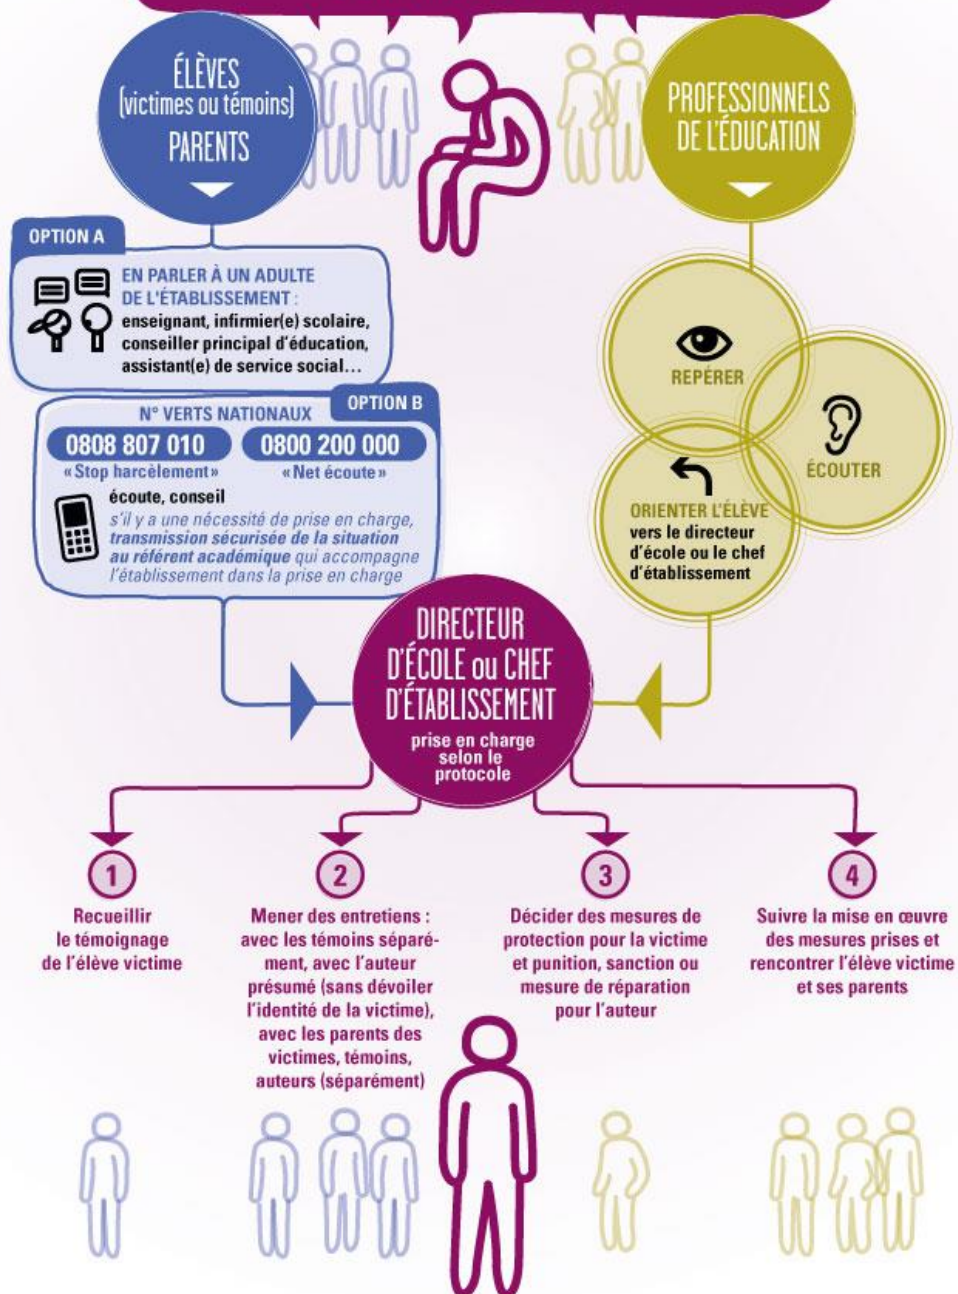 ÉLÈVES
(victimes ou témoins)
PARENTS
PROFESSIONNELS
DE L'ÉDUCATION
OPTION A
EN PARLER À UN ADULTE
DE L'ÉTABLISSEMENT :
enseignant, infirmier(e) scolaire,
conseiller principal d'éducation,
assistant(e) de service social...
OPTION B
N° VERTS NATIONAUX
0808 807 010
0800 200 000
« Stop harcèlement »
« Net écoute »
écoute, conseil
s'il y a une nécessité de prise en charge,
transmission sécurisée de la situation
au référent académique qui accompagne
l'établissement dans la prise en charge
REPÉRER
ÉCOUTER
ORIENTER L'ÉLÈVE
vers le directeur
d'école ou le chef
d'établissement
DIRECTEUR
D'ÉCOLE ou CHEF
D'ÉTABLISSEMENT
prise en charge
selon le
protocole
1
Recueillir
le témoignage
de l'élève victime
2
Mener des entretiens :
avec les témoins séparé-
ment, avec l'auteur
présumé (sans dévoiler
l'identité de la victime),
avec les parents des
victimes, témoins,
auteurs (séparément)
3
Décider des mesures de
protection pour la victime
et punition, sanction ou
mesure de réparation
pour l'auteur
4
Suivre la mise en œuvre
des mesures prises et
rencontrer l'élève victime
et ses parents